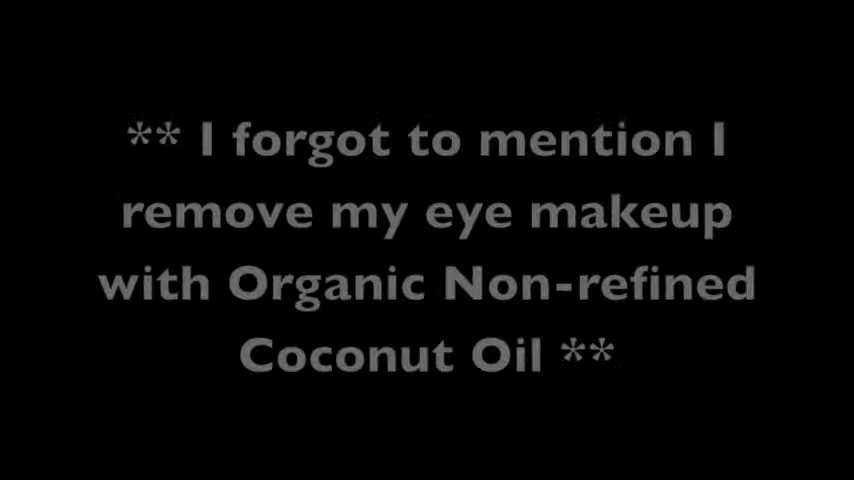 ** I forgot to mention I
remove my eye makeup
with Organic Non-refined
Coconut Oil **